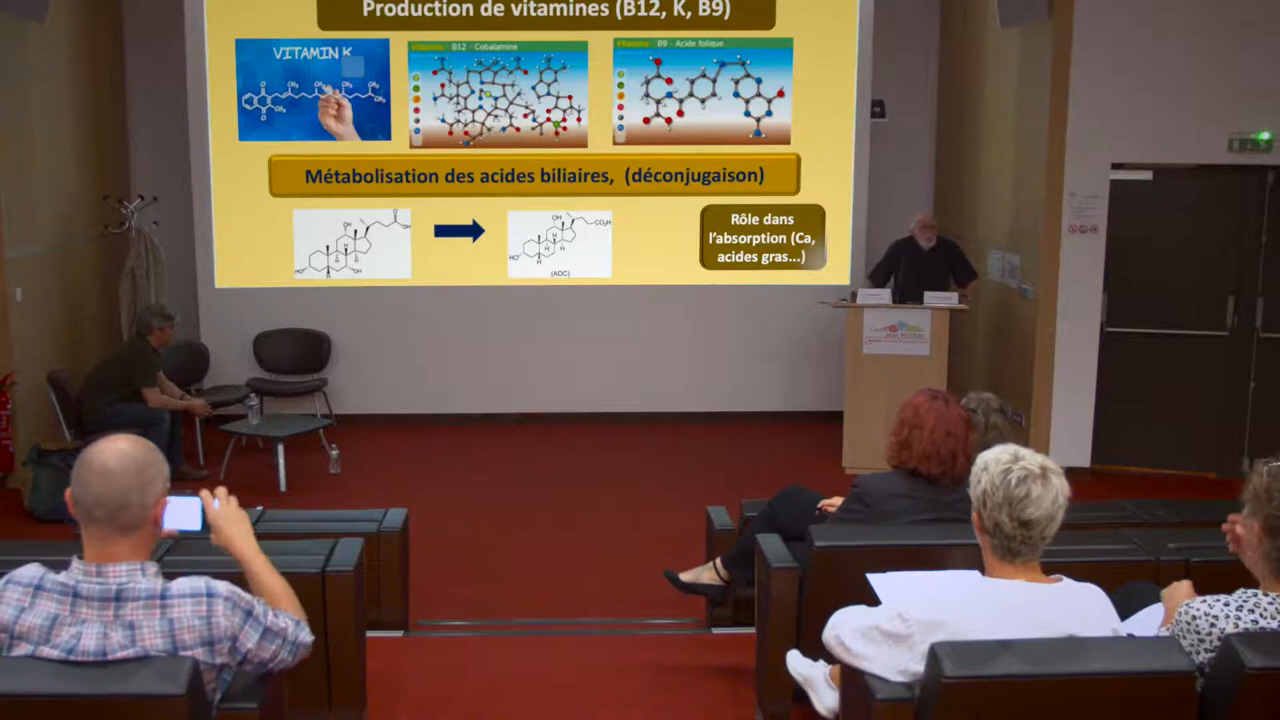 Production de vitamines (B12, K, B9)
VITAMIN K
B12 - Cobalamine
B9 - Acide folique
Métabolisation des acides biliaires, (déconjugaison)
(ADC)
Rôle dans
l'absorption (Ca,
acides gras...)